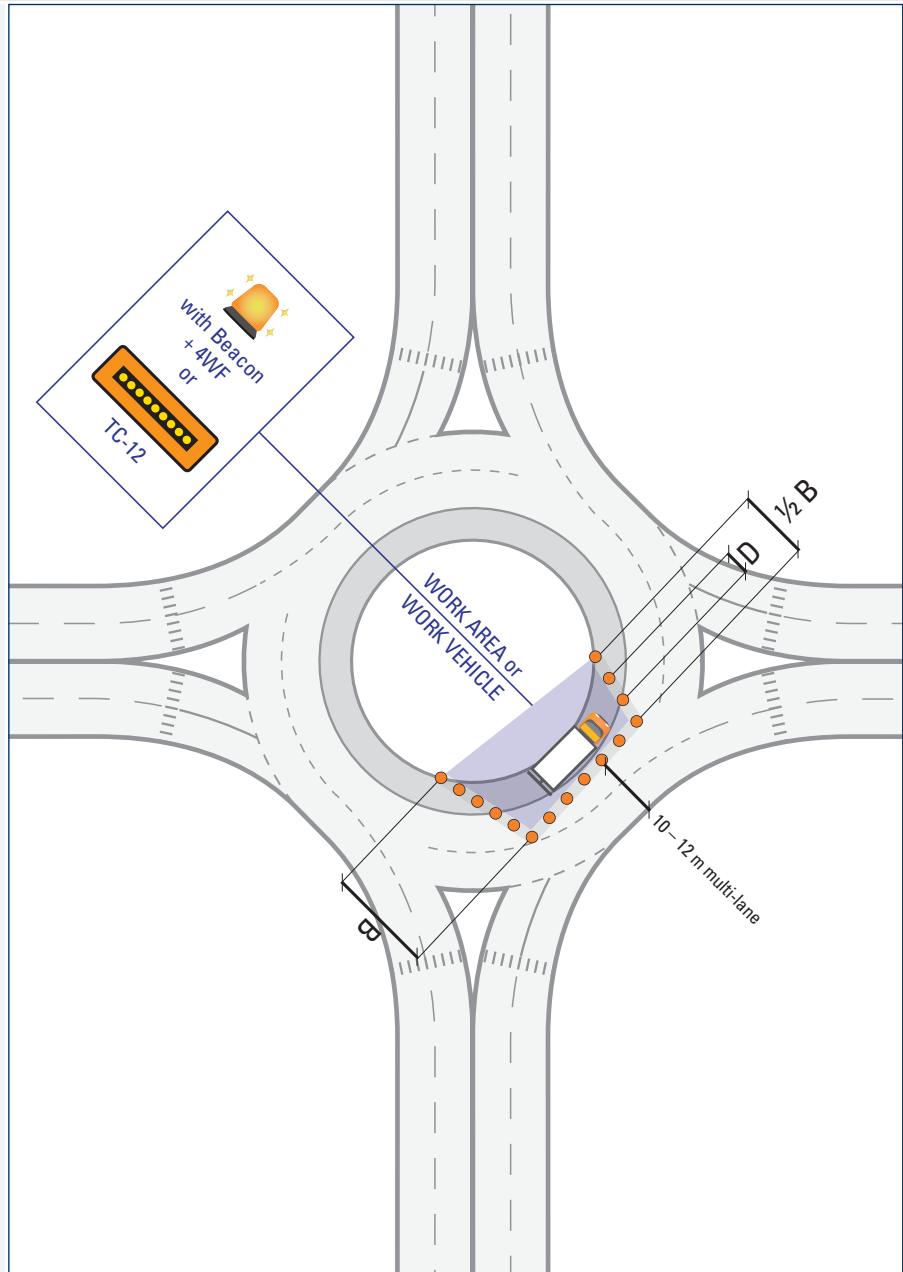 with Beacon
+ 4WF
or
TC-12
WORK AREA or
WORK VEHICLE
½ B
D
10 – 12 m multi-lane
B